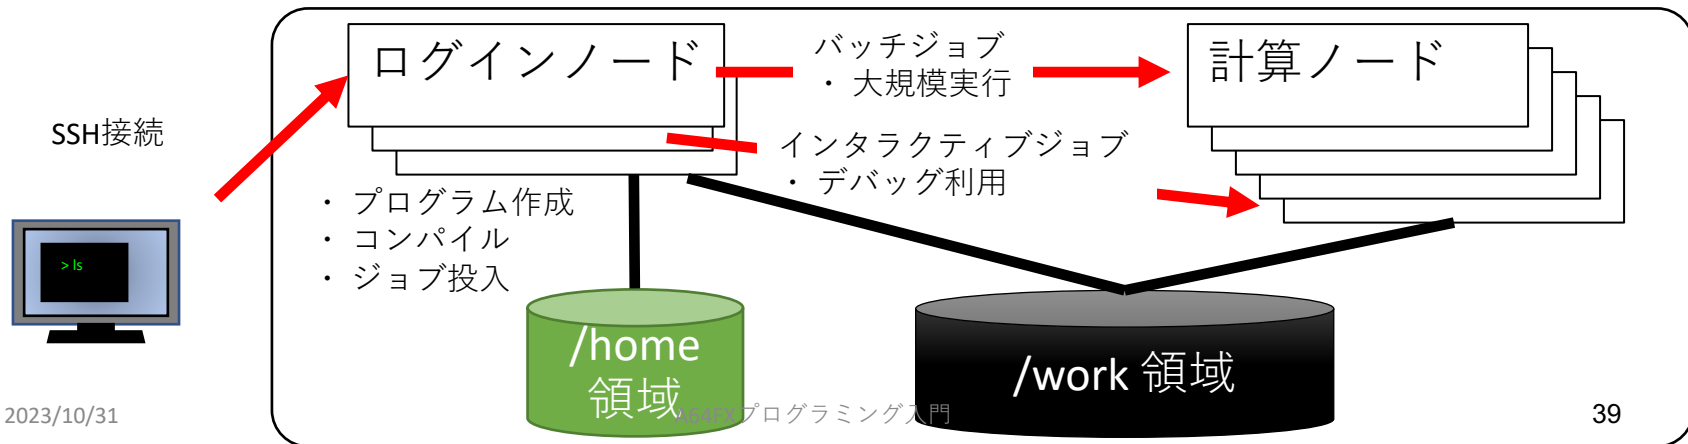 SSH接続
> ls
ログインノード
・ プログラム作成
・ コンパイル
・ ジョブ投入
バッチジョブ
・ 大規模実行
インタラクティブジョブ
・ デバッグ利用
計算ノード
/home
領域
/work 領域
2023/10/31
A64FXプログラミング入門
39